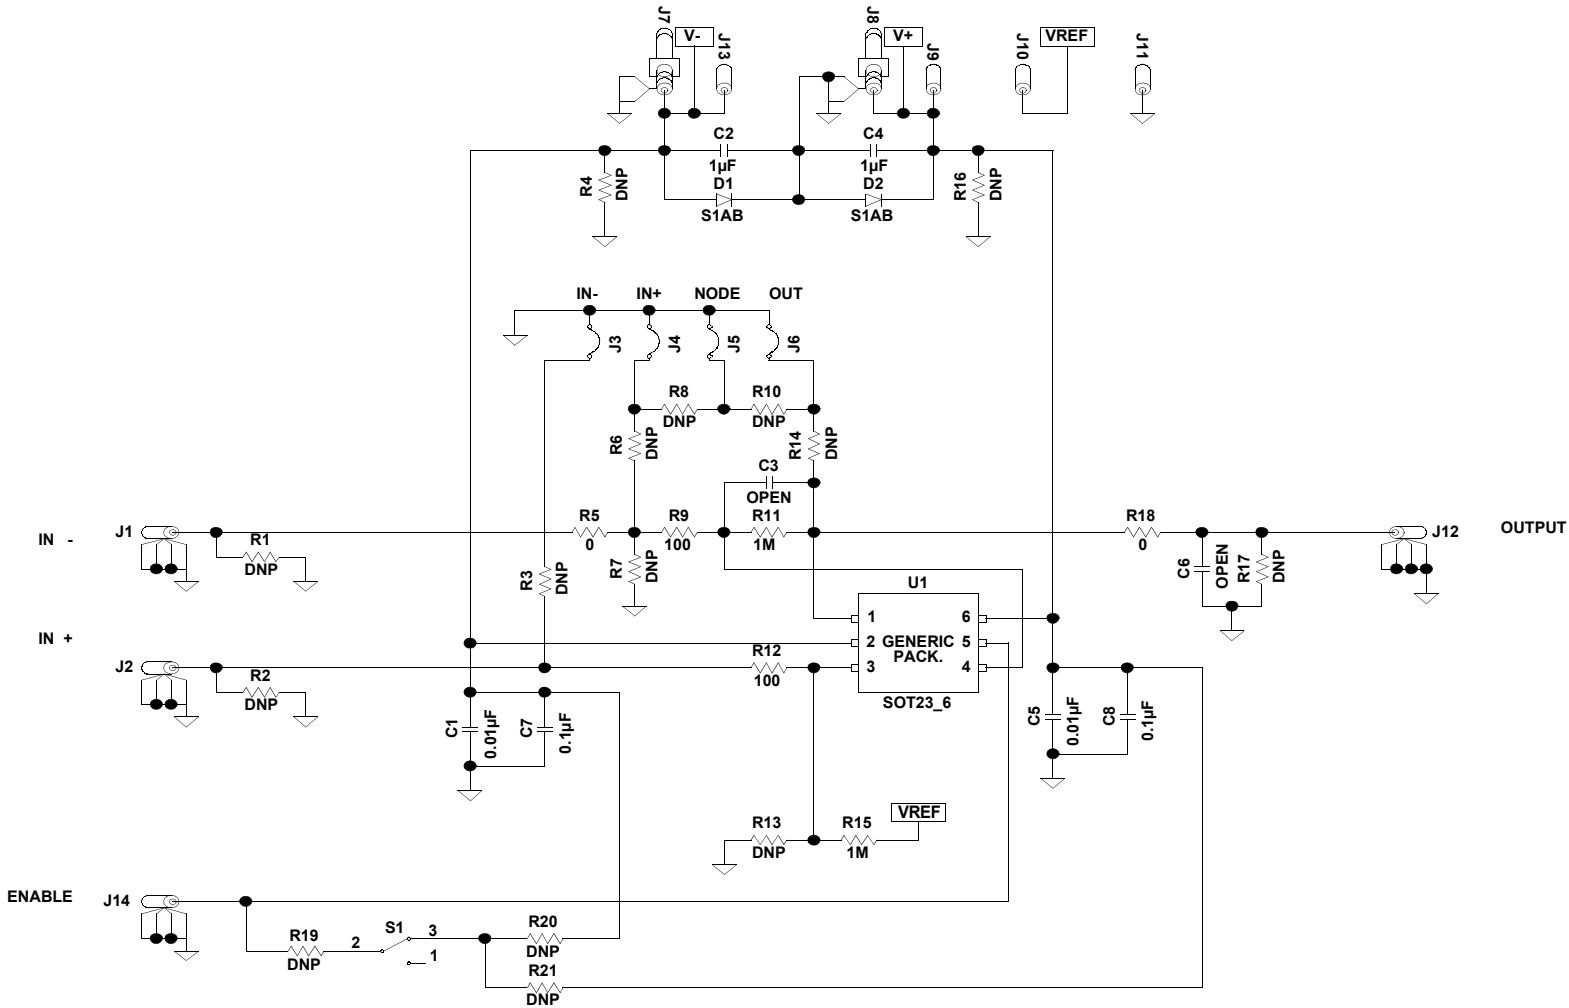 J7
V-
J13
J8
V+
J9
J10
VREF
J11
C2
1µF
D1
S1AB
C4
1µF
D2
S1AB
R4
DNP
R16
DNP
IN-
IN+
NODE
OUT
J3
J4
J5
J6
R8
DNP
R10
DNP
R6
DNP
R14
DNP
C3
OPEN
IN -
J1
R1
DNP
R5
0
R9
100
R11
1M
R18
0
J12
OUTPUT
R3
DNP
R7
DNP
C6
OPEN
R17
DNP
U1
1
2
3
GENERIC
PACK.
6
5
4
SOT23_6
IN +
J2
R2
DNP
R12
100
C1
0.01µF
C7
0.1µF
C5
0.01µF
C8
0.1µF
R13
DNP
R15
1M
VREF
ENABLE
J14
R19
DNP
2
S1
3
1
R20
DNP
R21
DNP